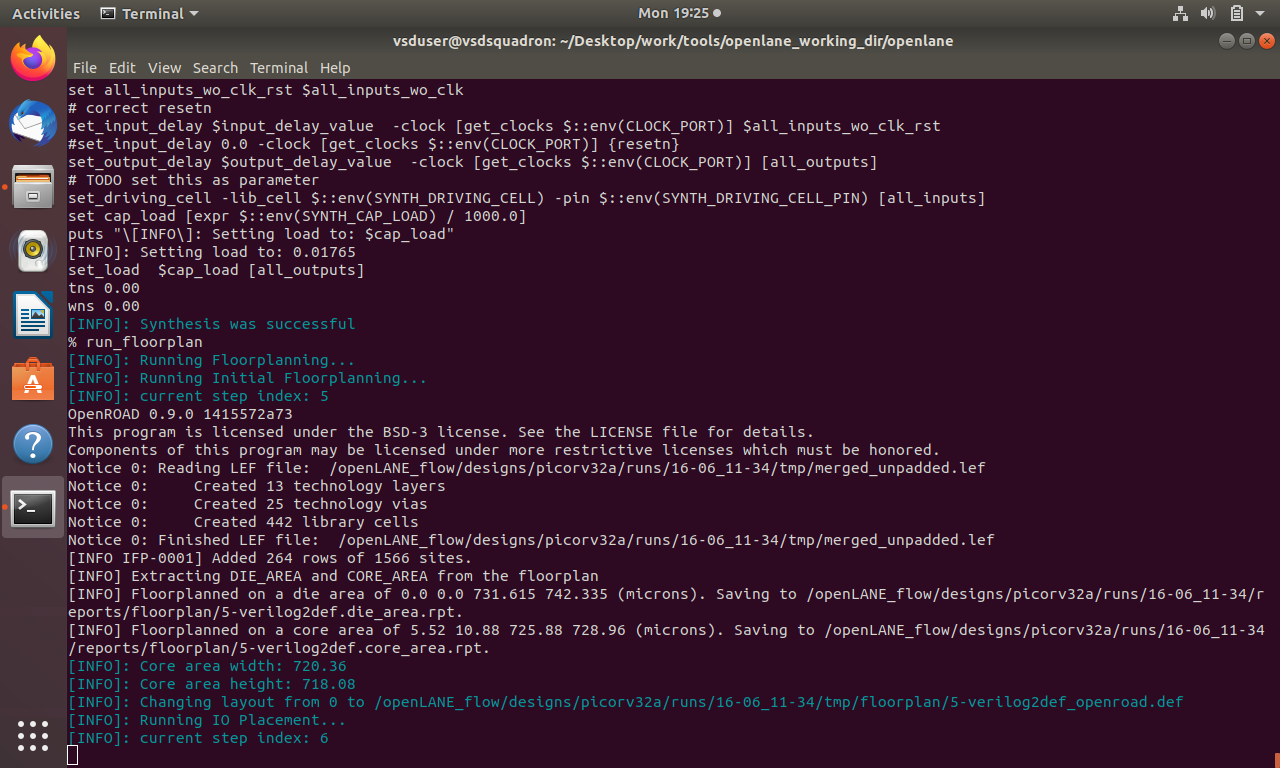 Activities Terminal Mon 19:25
vsduser@vsdsquadron: ~/Desktop/work/tools/openlane_working_dir/openlane
File Edit View Search Terminal Help
set all_inputs_wo_clk_rst $all_inputs_wo_clk
# correct resetn
set_input_delay $input_delay_value  -clock [get_clocks $::env(CLOCK_PORT)] $all_inputs_wo_clk_rst
#set_input_delay 0.0 -clock [get_clocks $::env(CLOCK_PORT)] {resetn}
set_output_delay $output_delay_value  -clock [get_clocks $::env(CLOCK_PORT)] [all_outputs]
# TODO set this as parameter
set_driving_cell -lib_cell $::env(SYNTH_DRIVING_CELL) -pin $::env(SYNTH_DRIVING_CELL_PIN) [all_inputs]
set cap_load [expr $::env(SYNTH_CAP_LOAD) / 1000.0]
puts "\[INFO\]: Setting load to: $cap_load"
[INFO]: Setting load to: 0.01765
set_load  $cap_load [all_outputs]
tns 0.00
wns 0.00
[INFO]: Synthesis was successful
% run_floorplan
[INFO]: Running Floorplanning...
[INFO]: Running Initial Floorplanning...
[INFO]: current step index: 5
OpenROAD 0.9.0 1415572a73
This program is licensed under the BSD-3 license. See the LICENSE file for details.
Components of this program may be licensed under more restrictive licenses which must be honored.
Notice 0: Reading LEF file:  /openLANE_flow/designs/picorv32a/runs/16-06_11-34/tmp/merged_unpadded.lef
Notice 0:     Created 13 technology layers
Notice 0:     Created 25 technology vias
Notice 0:     Created 442 library cells
Notice 0: Finished LEF file:  /openLANE_flow/designs/picorv32a/runs/16-06_11-34/tmp/merged_unpadded.lef
[INFO IFP-0001] Added 264 rows of 1566 sites.
[INFO] Extracting DIE_AREA and CORE_AREA from the floorplan
[INFO] Floorplanned on a die area of 0.0 0.0 731.615 742.335 (microns). Saving to /openLANE_flow/designs/picorv32a/runs/16-06_11-34/r
eports/floorplan/5-verilog2def.die_area.rpt.
[INFO] Floorplanned on a core area of 5.52 10.88 725.88 728.96 (microns). Saving to /openLANE_flow/designs/picorv32a/runs/16-06_11-34
/reports/floorplan/5-verilog2def.core_area.rpt.
[INFO]: Core area width: 720.36
[INFO]: Core area height: 718.08
[INFO]: Changing layout from 0 to /openLANE_flow/designs/picorv32a/runs/16-06_11-34/tmp/floorplan/5-verilog2def_openroad.def
[INFO]: Running IO Placement...
[INFO]: current step index: 6